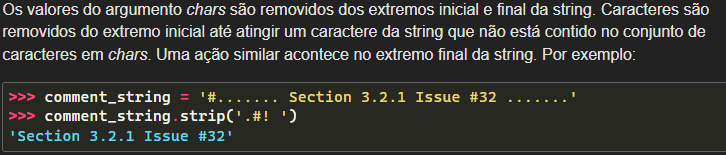 Os valores do argumento chars são removidos dos extremos inicial e final da string. Caracteres são
removidos do extremo inicial até atingir um caractere da string que não está contido no conjunto de
caracteres em chars. Uma ação similar acontece no extremo final da string. Por exemplo:
>>> comment_string = '#....... Section 3.2.1 Issue #32 .......'
>>> comment_string.strip('.#! ')
'Section 3.2.1 Issue #32'